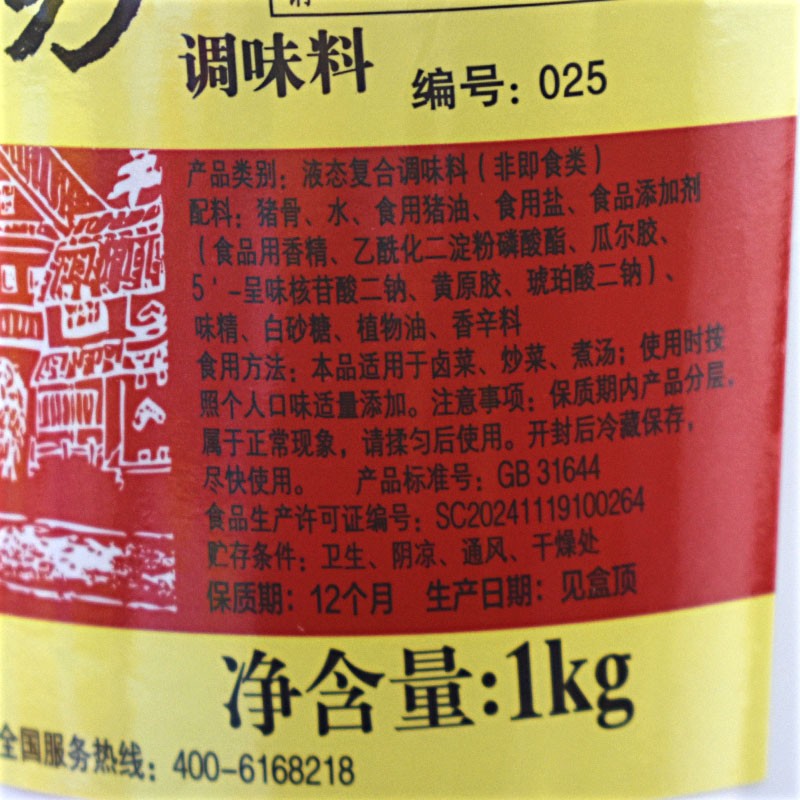 调味料
编号：025
产品类别：液态复合调味料（非即食类）
配料：猪骨、水、食用猪油、食用盐、食品添加剂
（食品用香精、乙酰化二淀粉磷酸酯、瓜尔胶、
5'-呈味核苷酸二钠、黄原胶、琥珀酸二钠）、
味精、白砂糖、植物油、香辛料
食用方法：本品适用于卤菜、炒菜、煮汤；使用时按
照个人口味适量添加。注意事项：保质期内产品分层，
属于正常现象，请揉匀后使用。开封后冷藏保存，
尽快使用。 产品标准号：GB 31644
食品生产许可证编号：SC20241119100264
贮存条件：卫生、阴凉、通风、干燥处
保质期：12个月 生产日期：见盒顶
净含量：1kg
全国服务热线：400-6168218